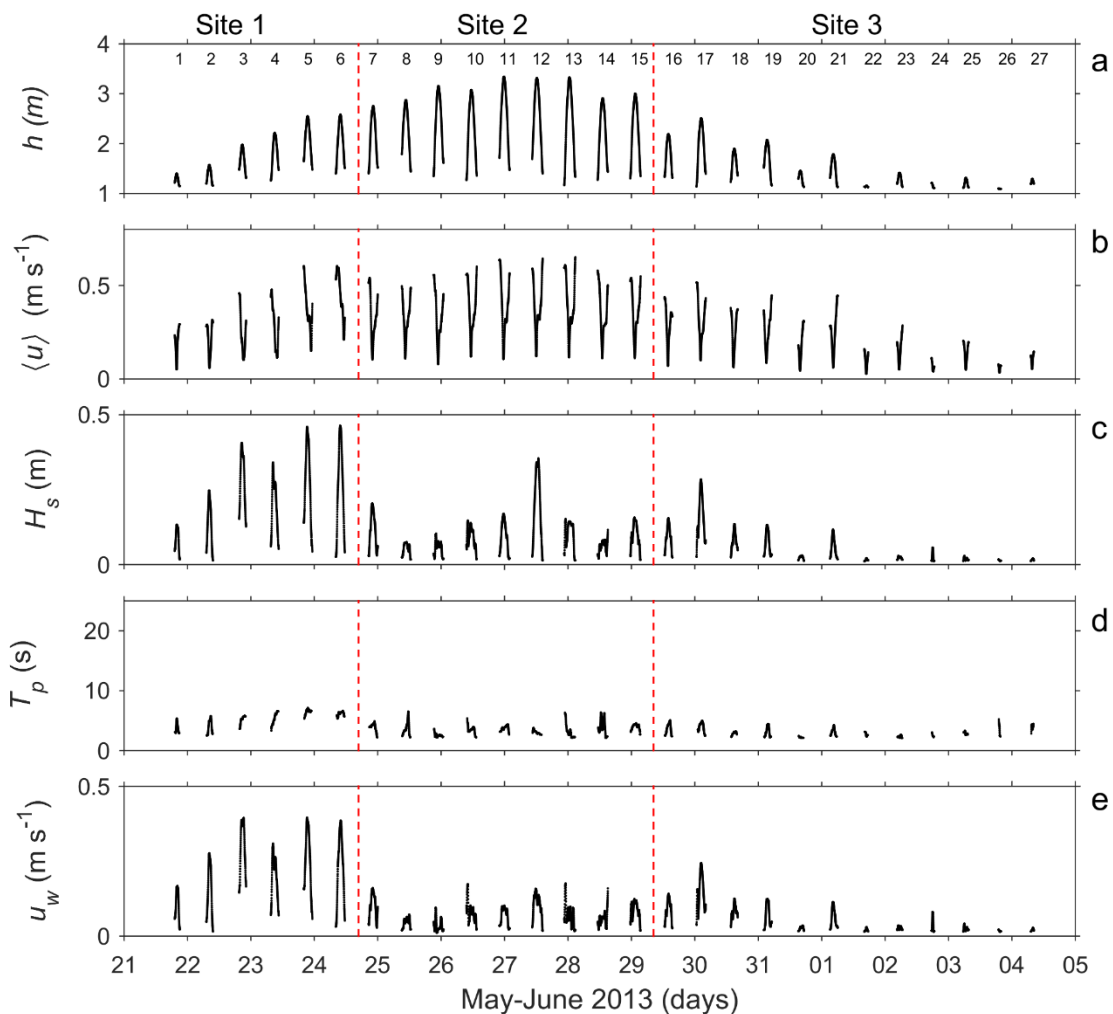 Site 1 Site 2 Site 3
4 1 2 3 4 5 6 7 8 9 10 11 12 13 14 15 16 17 18 19 20 21 22 23 24 25 26 27 a
3
h (m)
2
1
b
0.5
⟨u⟩ (m s⁻¹)
0
0.5 c
H_s (m)
0
d
20
T_p (s)
10
0
0.5 e
u_w (m s⁻¹)
0
21 22 23 24 25 26 27 28 29 30 31 01 02 03 04 05
May-June 2013 (days)